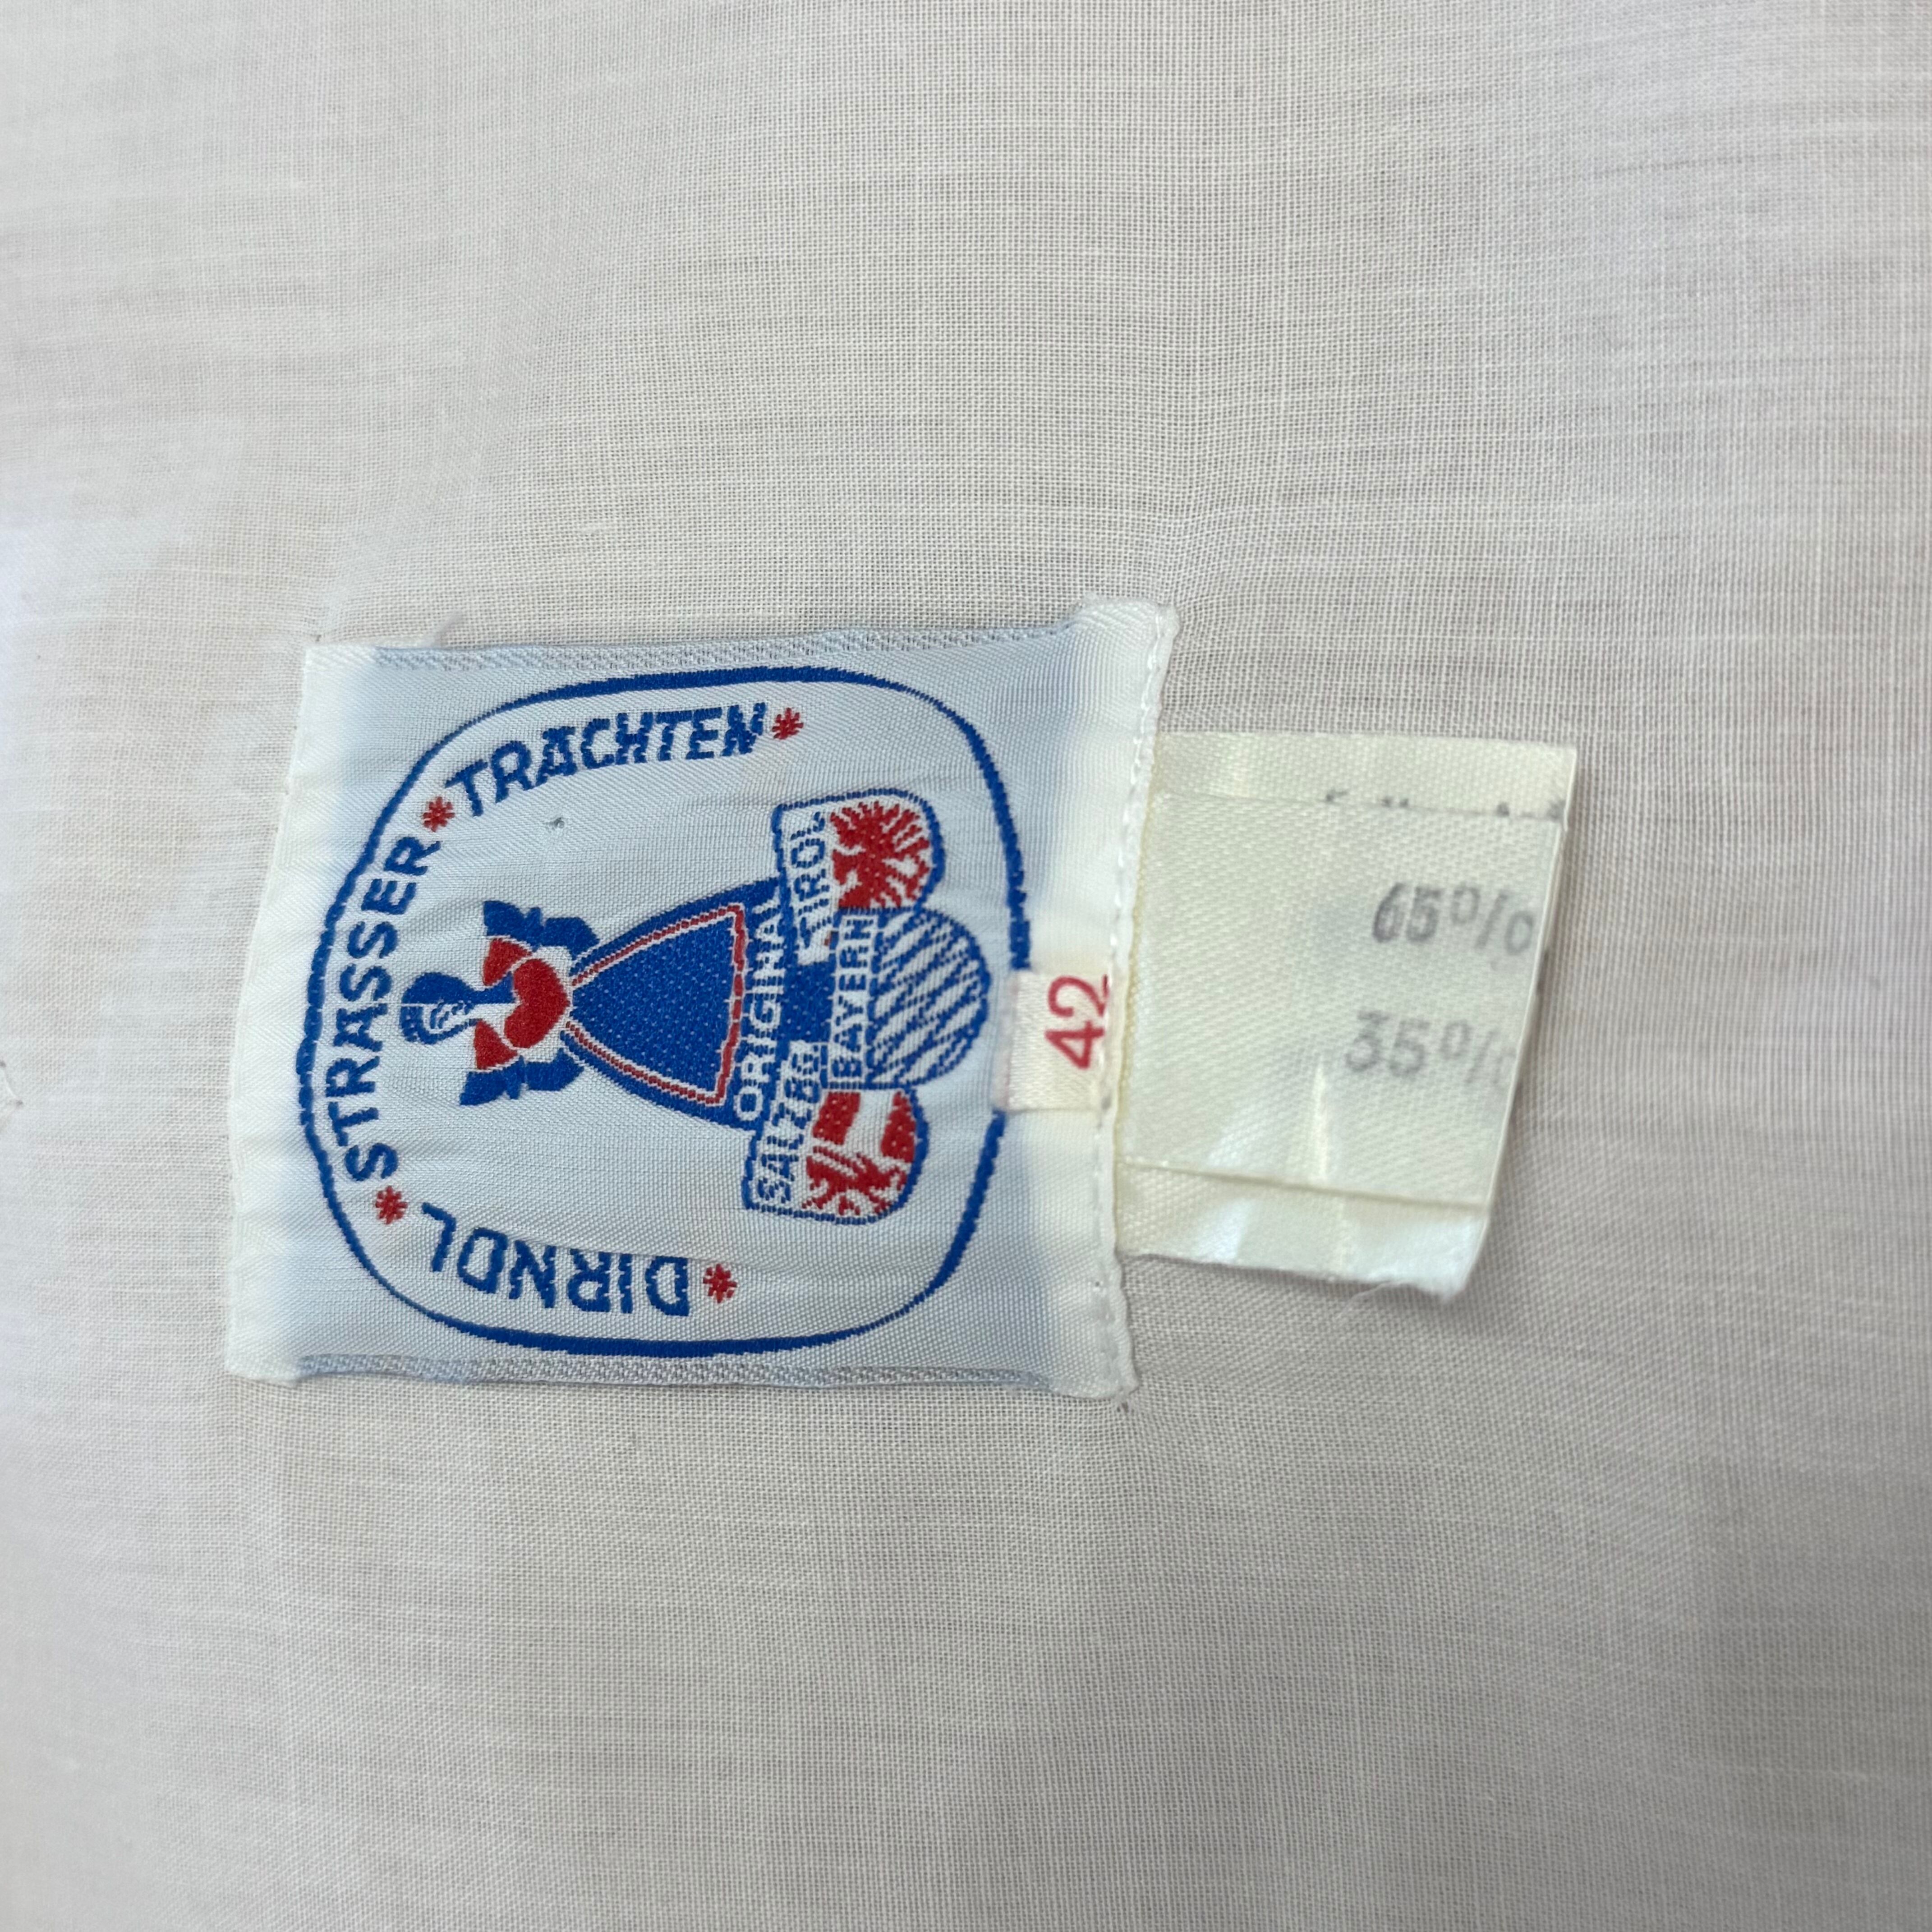 DIRNDL * STRASSER * TRACHTEN *
ORIGINAL
SALZBG.
BAYERN
TIROL
42
65%
35%